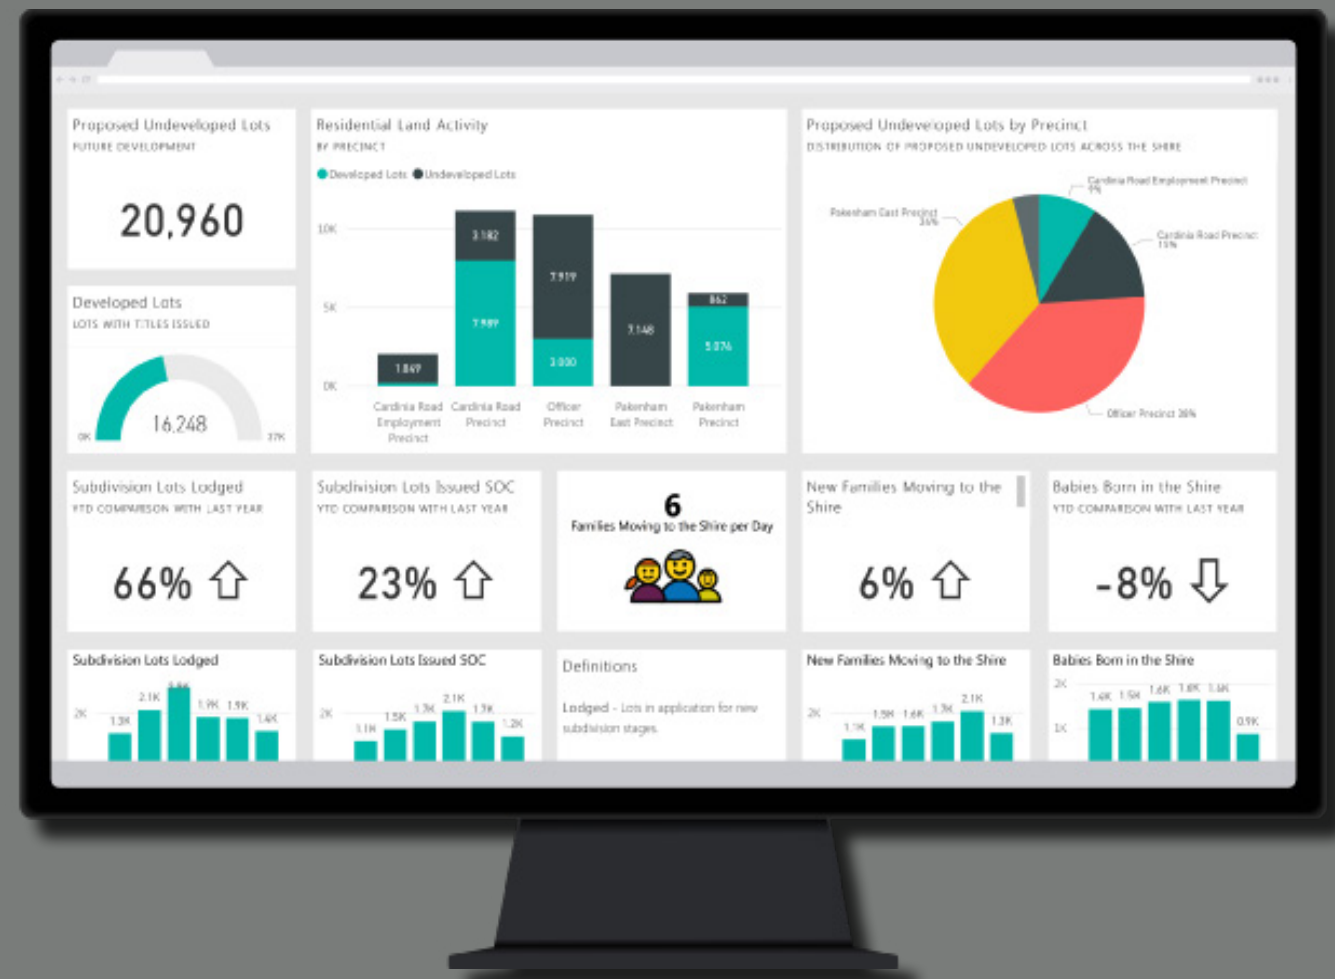 Proposed Undeveloped Lots
FUTURE DEVELOPMENT
20,960
Developed Lots
LOTS WITH TITLES ISSUED
16,248
0K
37K
Residential Land Activity
BY PRECINCT
Developed Lots Undeveloped Lots
10K
5K
0K
1.849
3.182
7.989
7.919
3.000
7.148
862
5.076
Cardinia Road
Employment
Precinct
Cardinia Road
Precinct
Officer
Precinct
Pakenham
East Precinct
Pakenham
Precinct
Proposed Undeveloped Lots by Precinct
DISTRIBUTION OF PROPOSED UNDEVELOPED LOTS ACROSS THE SHIRE
Cardinia Road Employment Precinct
9%
Pakenham East Precinct
34%
Cardinia Road Precinct
15%
Officer Precinct 38%
Subdivision Lots Lodged
YTD COMPARISON WITH LAST YEAR
66%
Subdivision Lots Issued SOC
YTD COMPARISON WITH LAST YEAR
23%
6
Families Moving to the Shire per Day
New Families Moving to the
Shire
6%
Babies Born in the Shire
YTD COMPARISON WITH LAST YEAR
-8%
Subdivision Lots Lodged
2K
1.3K
2.1K
1.9K
1.9K
1.4K
Subdivision Lots Issued SOC
2K
1.1K
1.5K
1.7K
2.1K
1.7K
1.2K
Definitions
Lodged - Lots in application for new
subdivision stages.
New Families Moving to the Shire
2K
1.1K
1.5K
1.6K
1.7K
2.1K
1.3K
Babies Born in the Shire
2K
1K
1.4K
1.5K
1.6K
1.6K
1.6K
0.9K